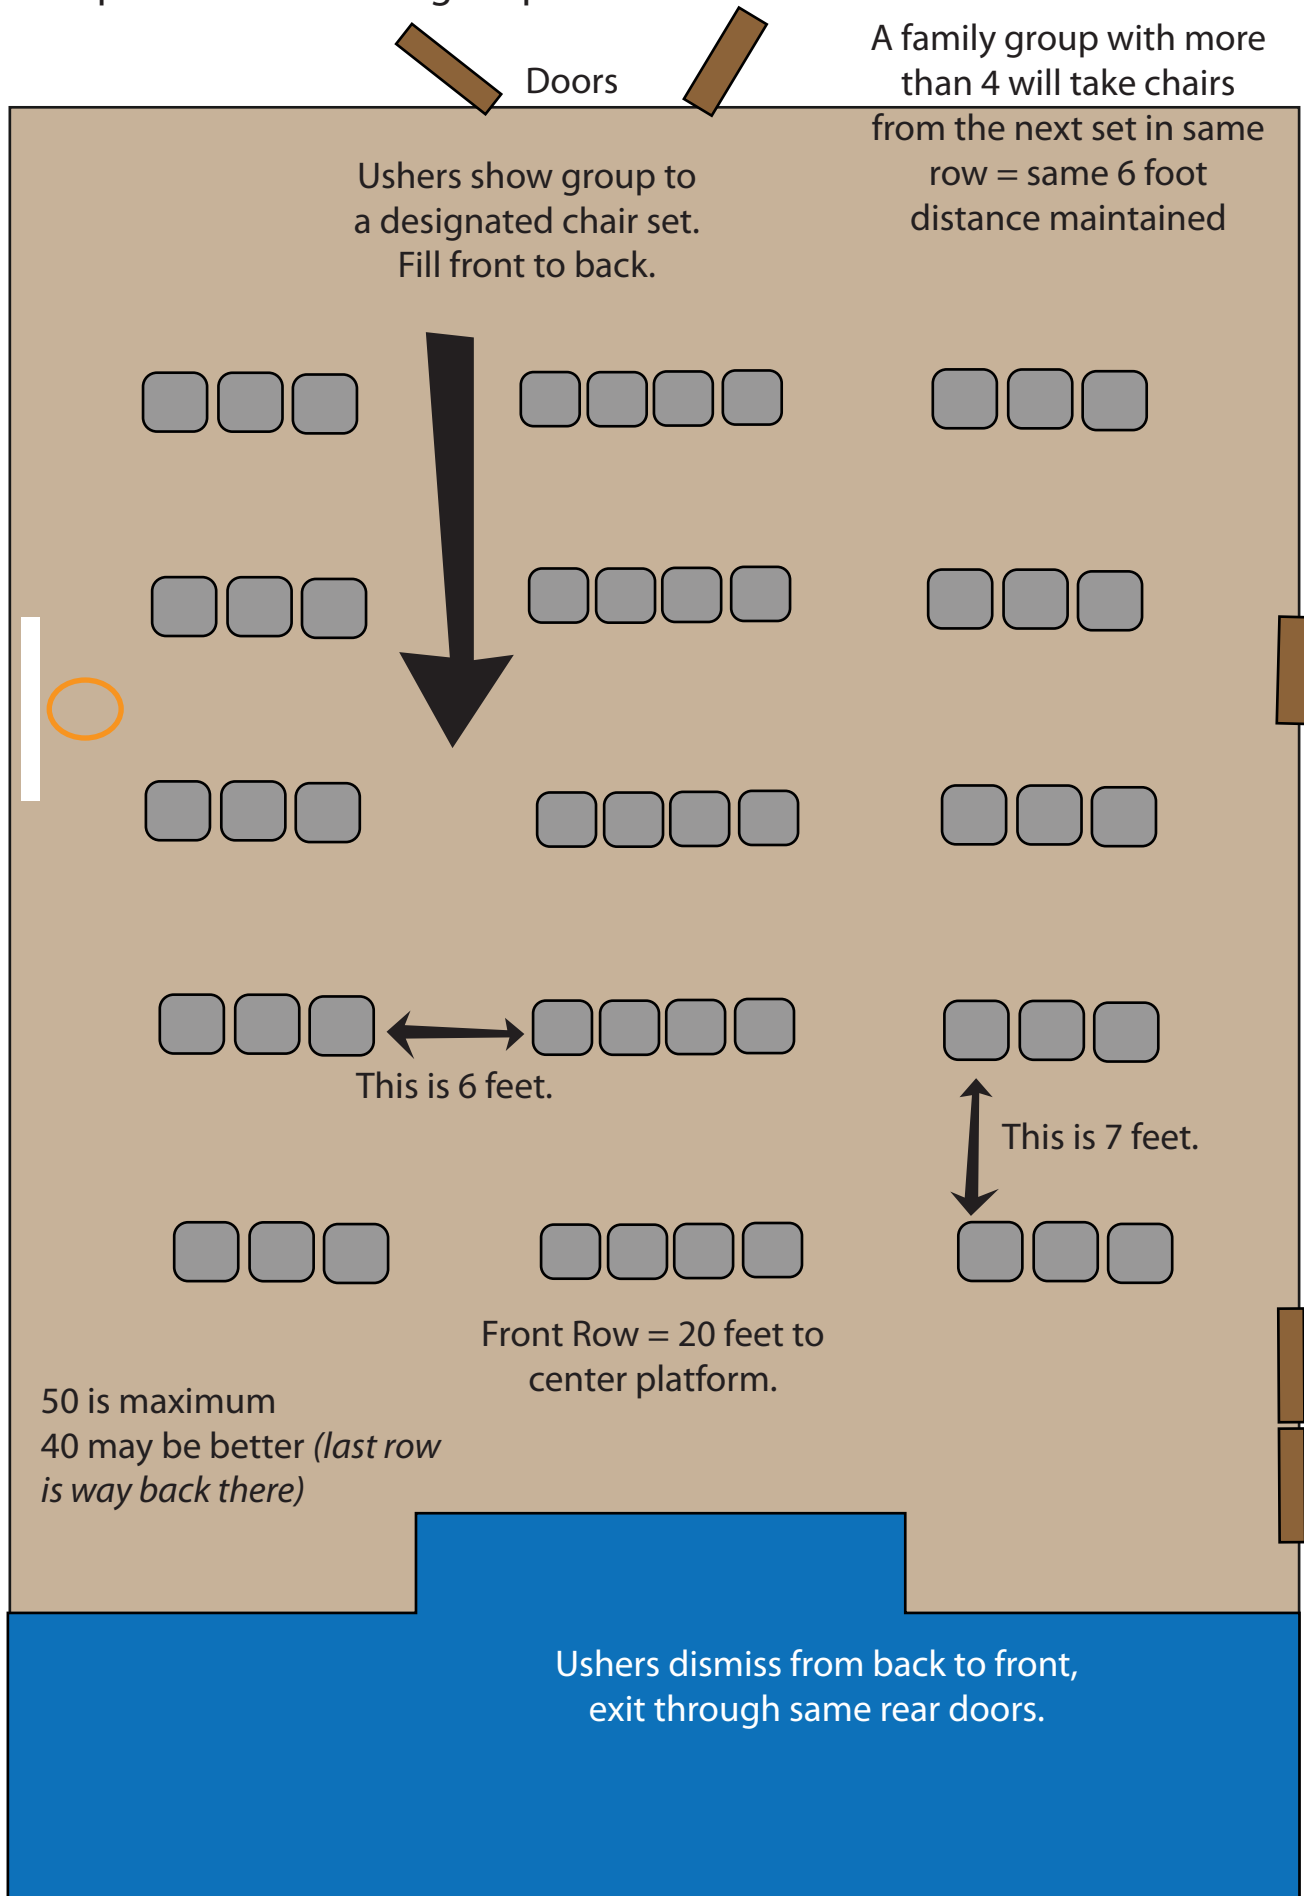 Doors
A family group with more
than 4 will take chairs
from the next set in same
row = same 6 foot
distance maintained
Ushers show group to
a designated chair set.
Fill front to back.
This is 6 feet.
This is 7 feet.
Front Row = 20 feet to
center platform.
50 is maximum
40 may be better (last row
is way back there)
Ushers dismiss from back to front,
exit through same rear doors.